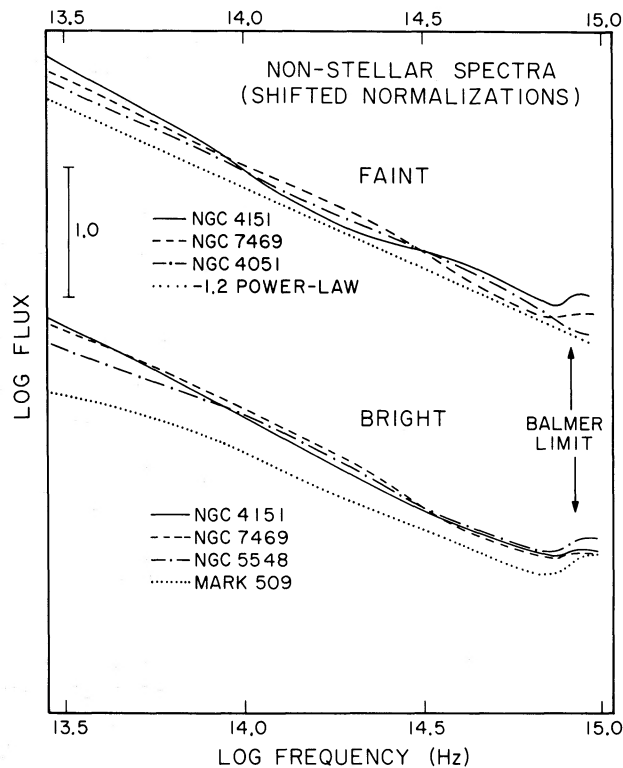 13.5 14.0 14.5 15.0
NON-STELLAR SPECTRA
(SHIFTED NORMALIZATIONS)
FAINT
1.0
NGC 4151
NGC 7469
NGC 4051
-1.2 POWER-LAW
LOG FLUX
BRIGHT
BALMER
LIMIT
NGC 4151
NGC 7469
NGC 5548
MARK 509
13.5 14.0 14.5 15.0
LOG FREQUENCY (Hz)